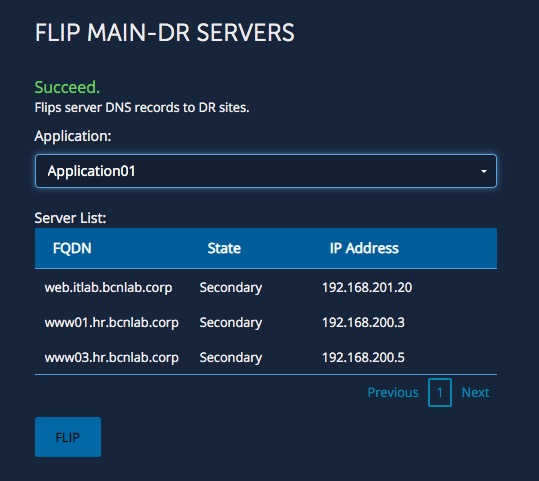 FLIP MAIN-DR SERVERS
Succeed.
Flips server DNS records to DR sites.
Application:
Application01
Server List:
FQDN State IP Address
web.itlab.bcnlab.corp Secondary 192.168.201.20
www01.hr.bcnlab.corp Secondary 192.168.200.3
www03.hr.bcnlab.corp Secondary 192.168.200.5
Previous 1 Next
FLIP